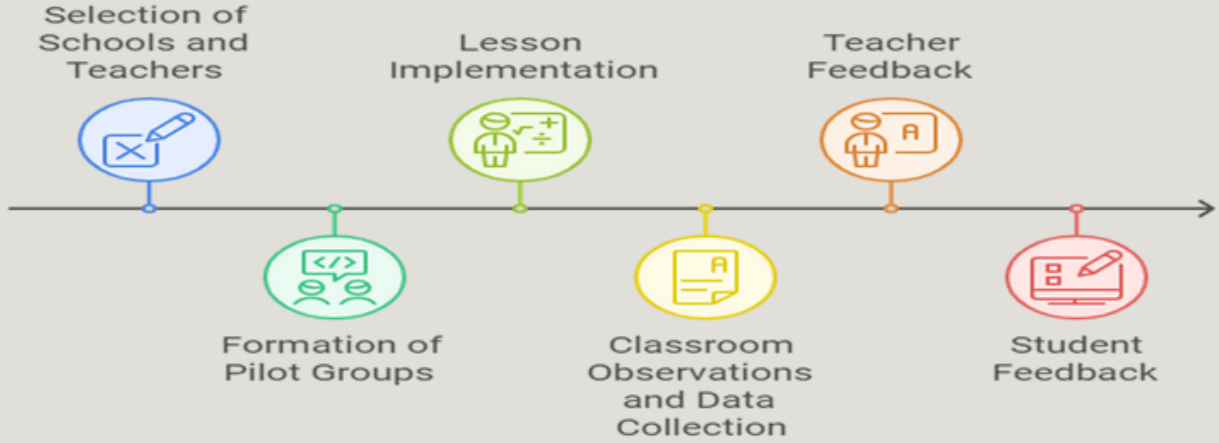 Selection of
Schools and
Teachers
Formation of
Pilot Groups
Lesson
Implementation
Classroom
Observations
and Data
Collection
Teacher
Feedback
Student
Feedback